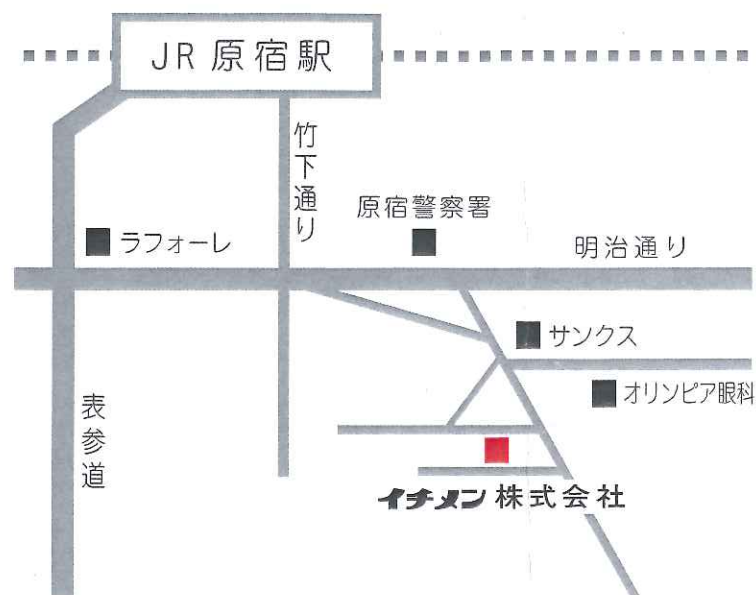 JR 原宿駅
竹下通り
原宿警察署
ラフォーレ
明治通り
サンクス
オリンピア眼科
表参道
イチメン 株式会社